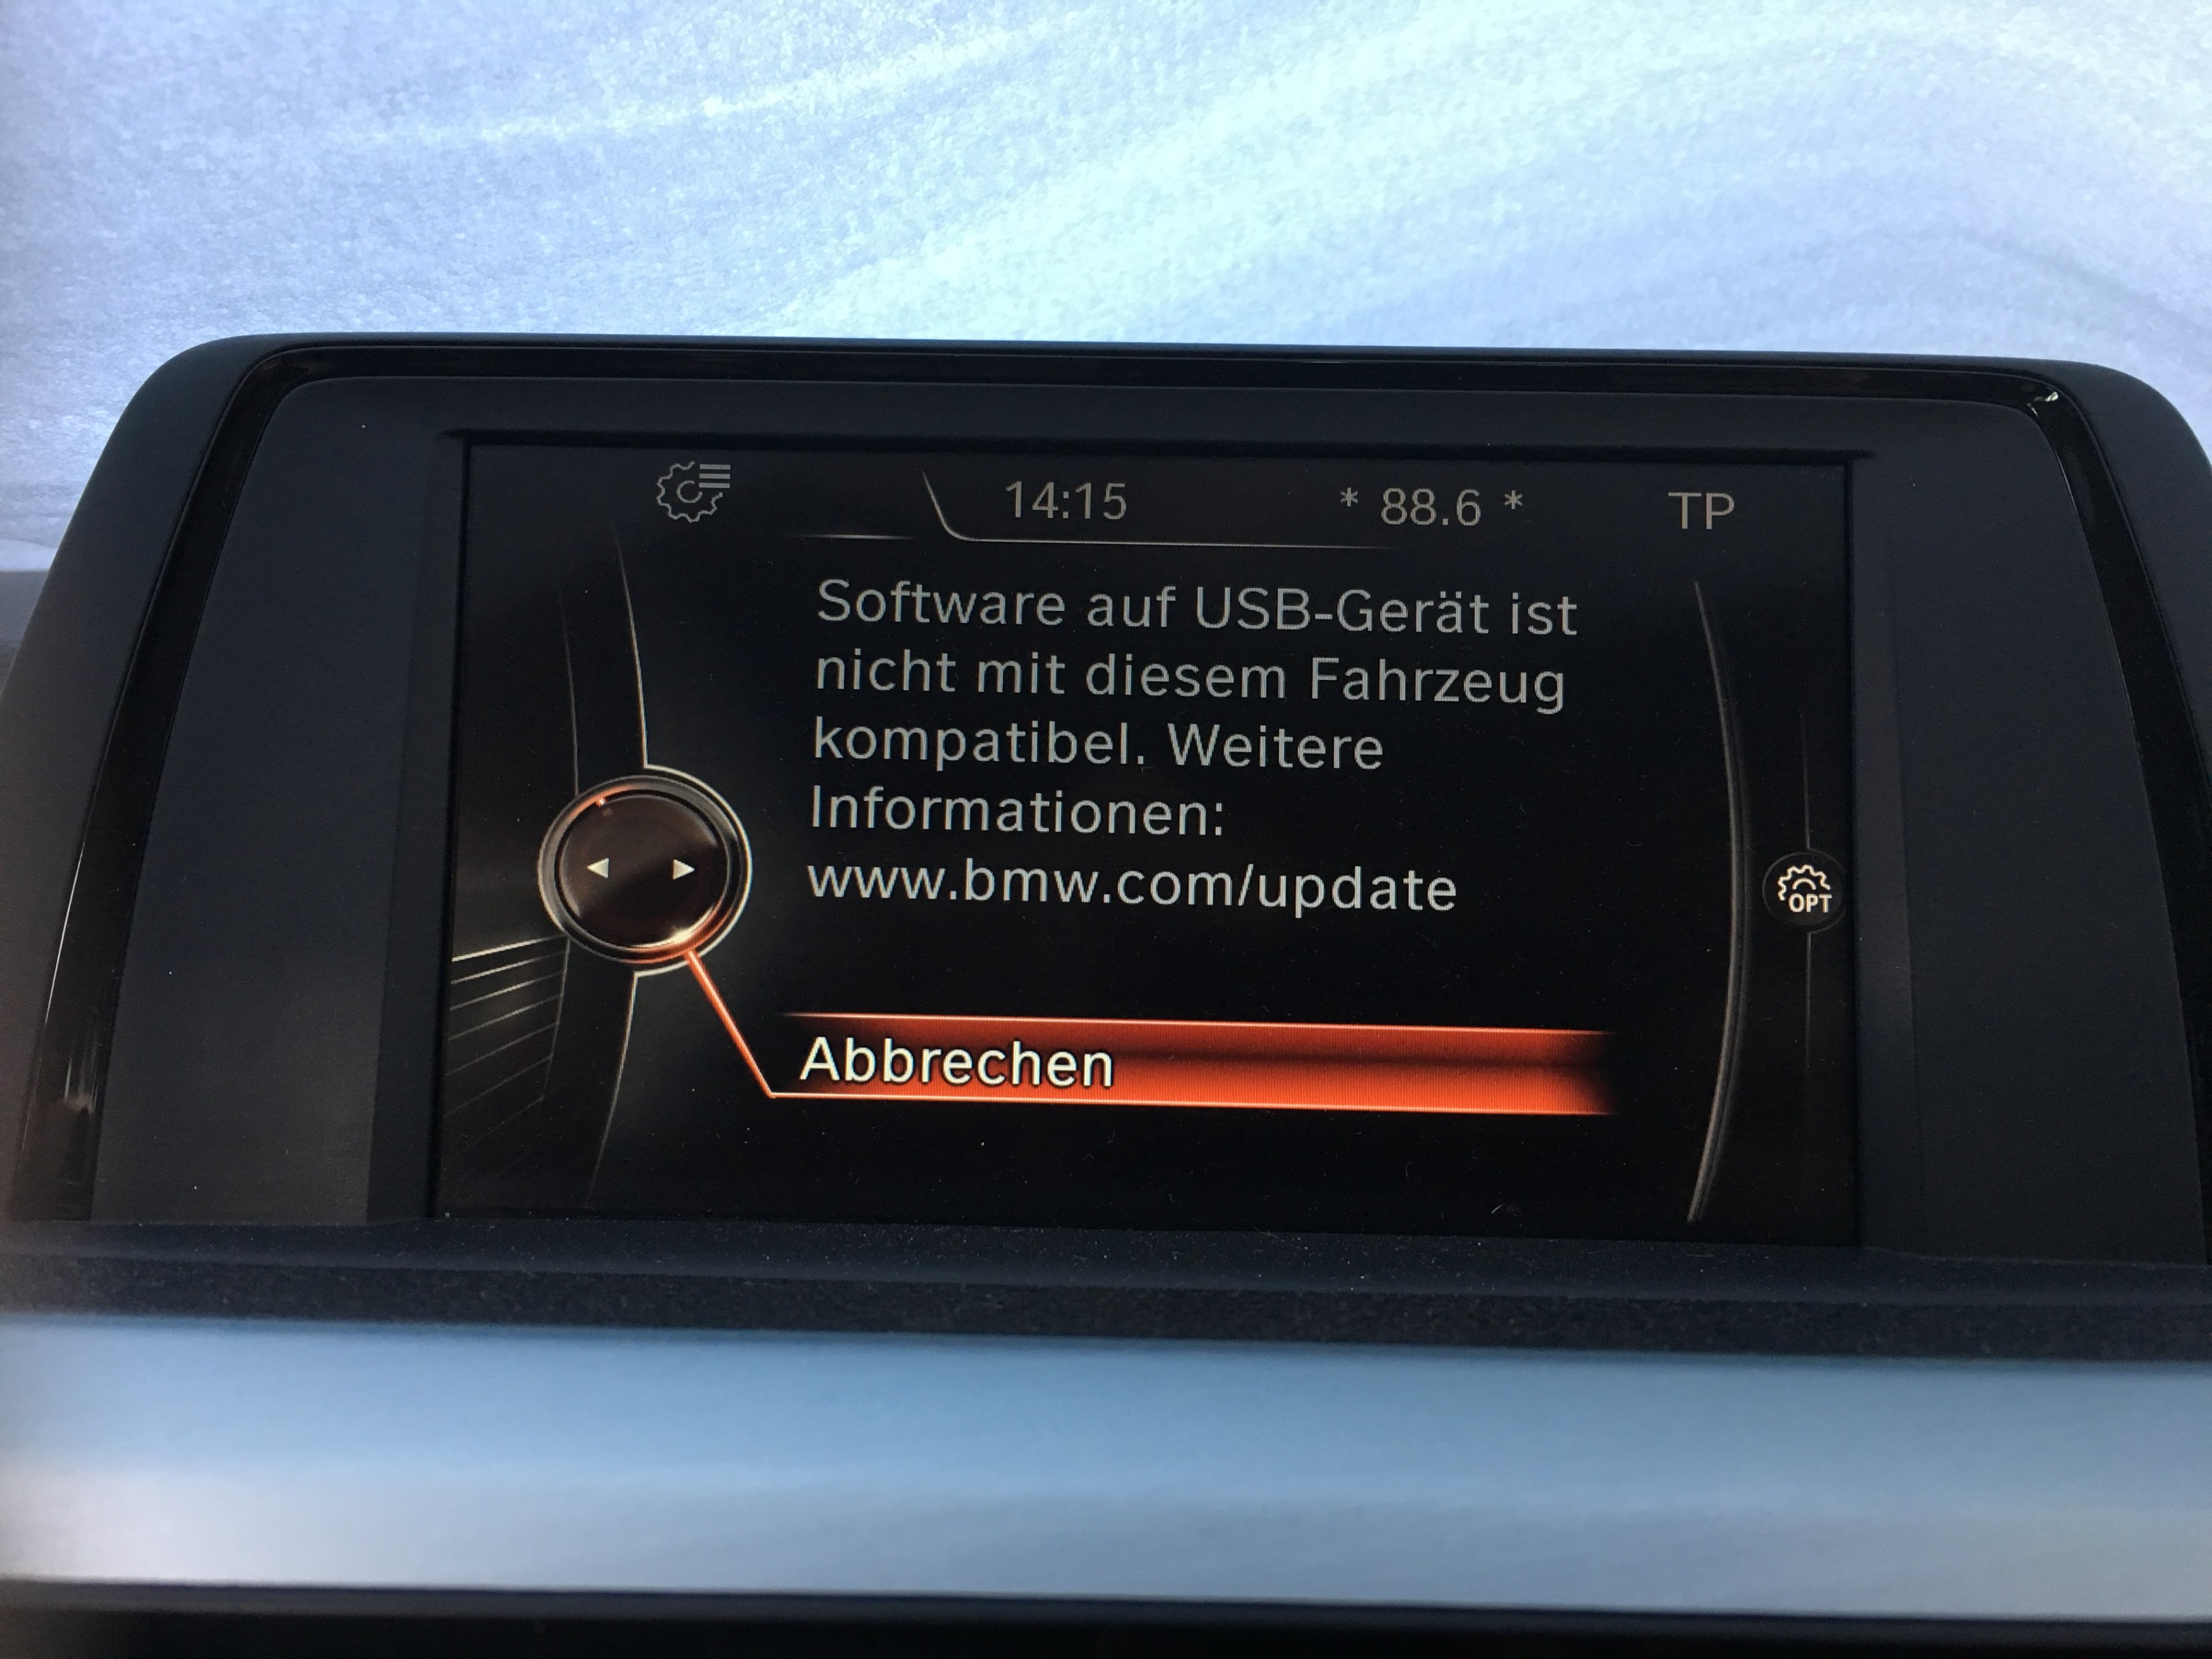 14:15 * 88.6 * TP
Software auf USB-Gerät ist
nicht mit diesem Fahrzeug
kompatibel. Weitere
Informationen:
www.bmw.com/update
OPT
Abbrechen